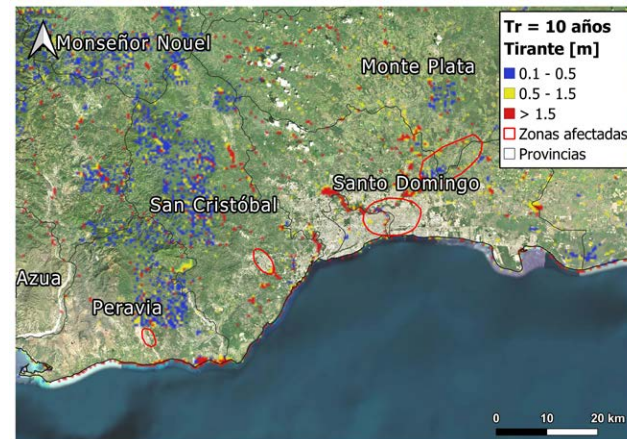 Monseñor Nouel
Monte Plata
Santo Domingo
San Cristóbal
Azua
Peravia
Tr = 10 años
Tirante [m]
0.1 - 0.5
0.5 - 1.5
> 1.5
Zonas afectadas
Provincias
0 10 20 km